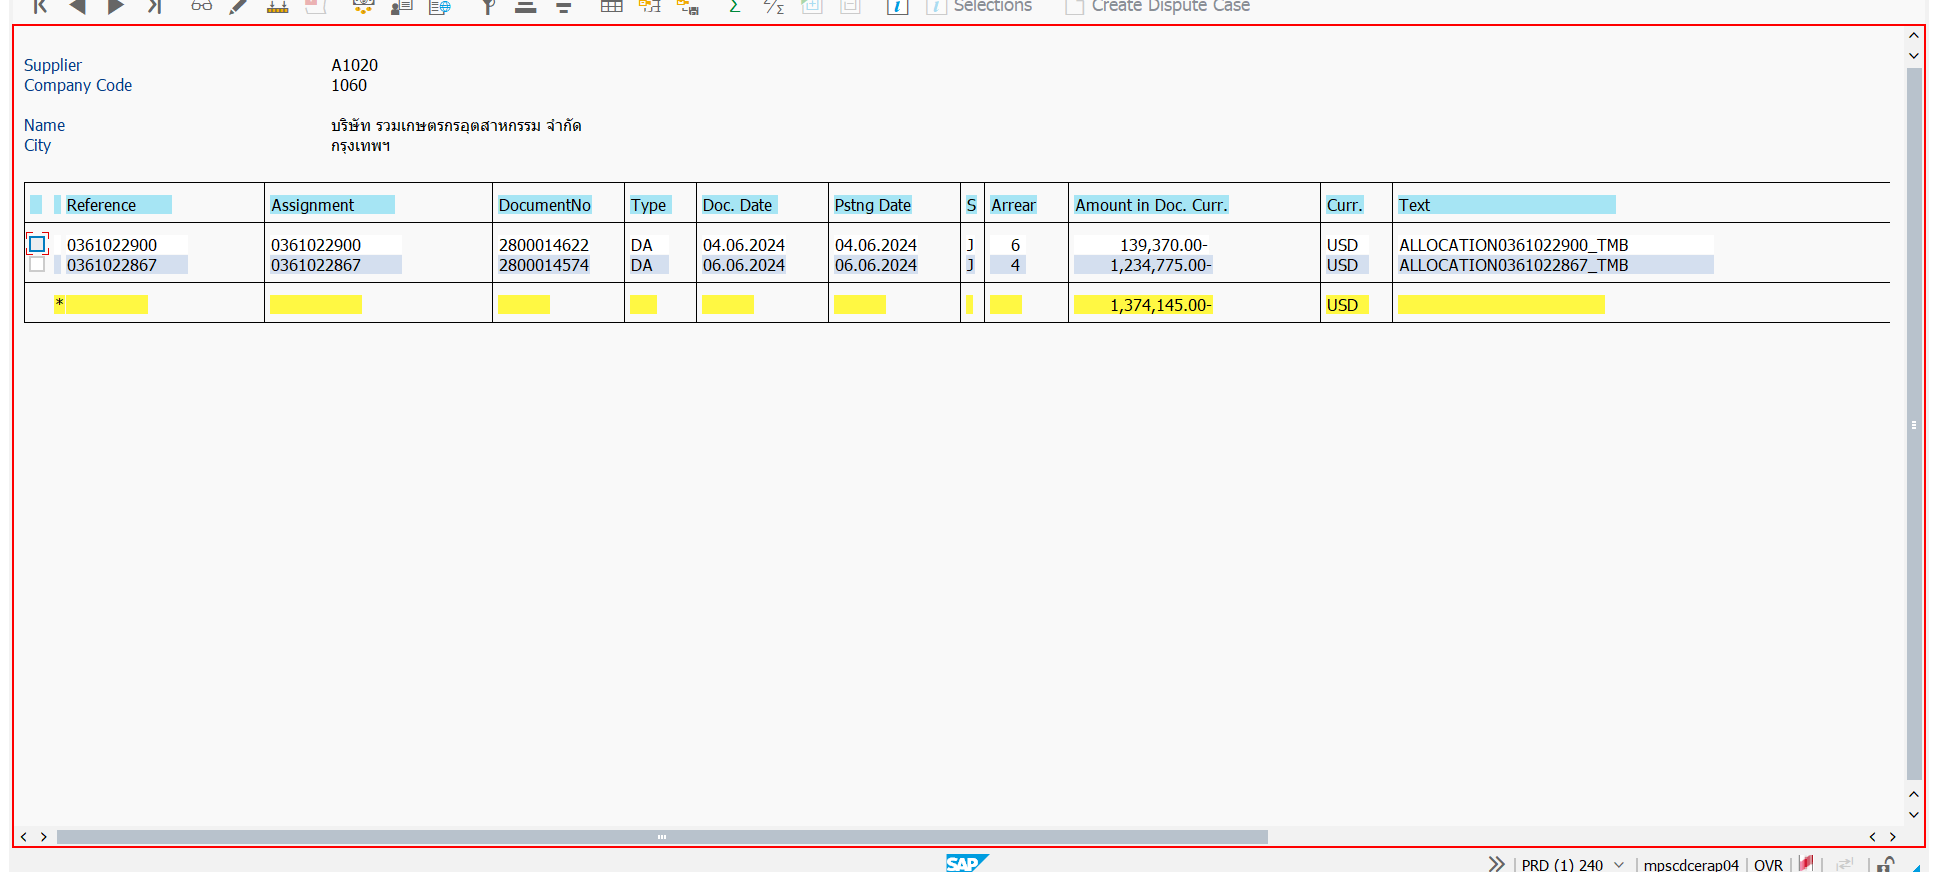 Selections Create Dispute Case
Supplier A1020
Company Code 1060
Name บริษัท รวมเกษตรกรอุตสาหกรรม จำกัด
City กรุงเทพฯ
Reference Assignment DocumentNo Type Doc. Date Pstng Date S Arrear Amount in Doc. Curr. Curr. Text
0361022900 0361022900 2800014622 DA 04.06.2024 04.06.2024 J 6 139,370.00- USD ALLOCATION0361022900_TMB
0361022867 0361022867 2800014574 DA 06.06.2024 06.06.2024 J 4 1,234,775.00- USD ALLOCATION0361022867_TMB
* 1,374,145.00- USD
SAP PRD (1) 240 mpscdcerap04 OVR